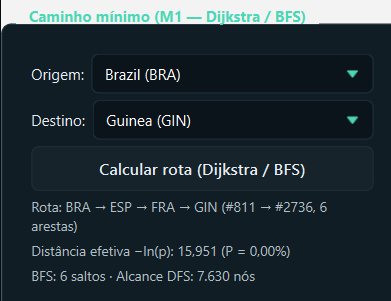 Caminho mínimo (M1 — Dijkstra / BFS)
Origem: Brazil (BRA)
Destino: Guinea (GIN)
Calcular rota (Dijkstra / BFS)
Rota: BRA → ESP → FRA → GIN (#811 → #2736, 6
arestas)
Distância efetiva −ln(p): 15,951 (P = 0,00%)
BFS: 6 saltos · Alcance DFS: 7.630 nós